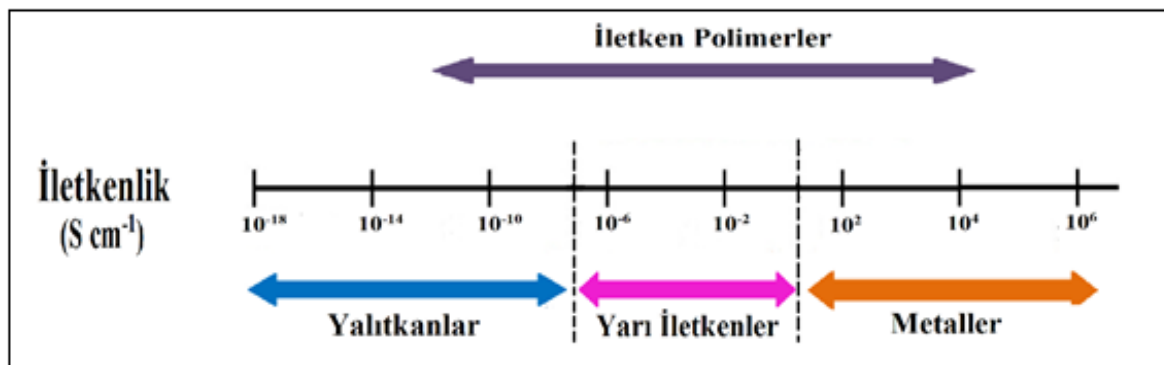 İletken Polimerler
İletkenlik
(S cm⁻¹)
10⁻¹⁸ 10⁻¹⁴ 10⁻¹⁰ 10⁻⁶ 10⁻² 10² 10⁴ 10⁶
Yalıtkanlar Yarı İletkenler Metaller